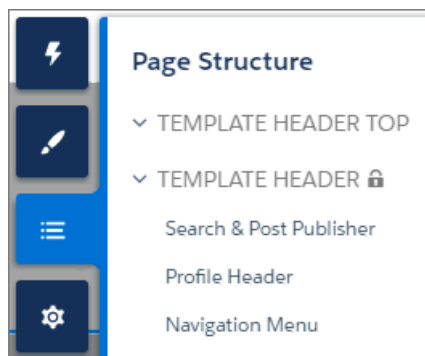 Page Structure
TEMPLATE HEADER TOP
TEMPLATE HEADER
Search & Post Publisher
Profile Header
Navigation Menu